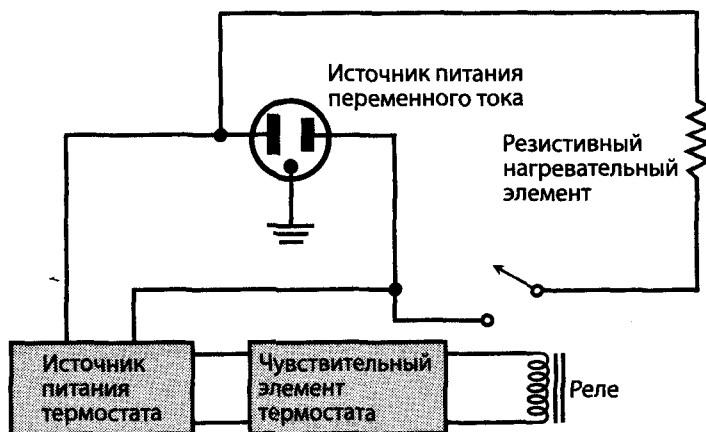 Источник питания
переменного тока
Резистивный
нагревательный
элемент
Источник
питания
термостата
Чувствительный
элемент
термостата
Реле